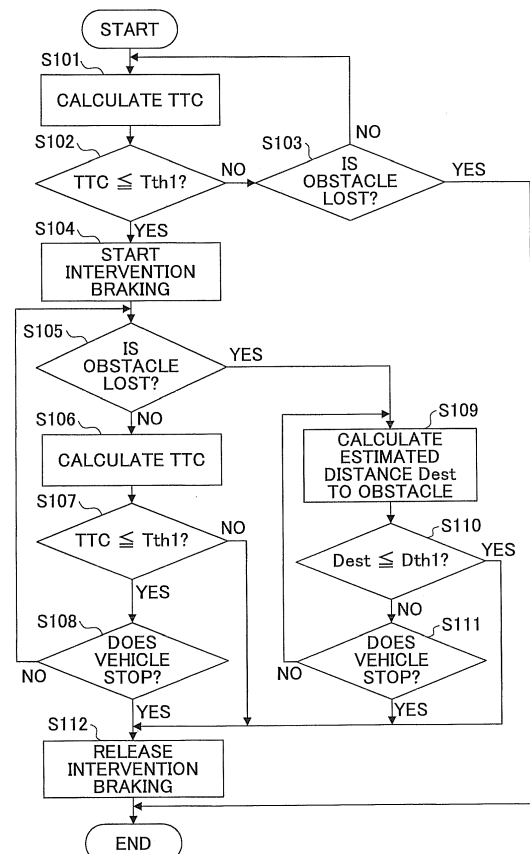 START
S101
CALCULATE TTC
S102
TTC ≦ Tth1?
NO
YES
S103
IS
OBSTACLE
LOST?
NO
YES
S104
START
INTERVENTION
BRAKING
S105
IS
OBSTACLE
LOST?
YES
NO
S106
CALCULATE TTC
S107
TTC ≦ Tth1?
NO
YES
S108
DOES
VEHICLE
STOP?
NO
YES
S109
CALCULATE
ESTIMATED
DISTANCE Dest
TO OBSTACLE
S110
Dest ≦ Dth1?
YES
NO
S111
DOES
VEHICLE
STOP?
NO
YES
S112
RELEASE
INTERVENTION
BRAKING
END